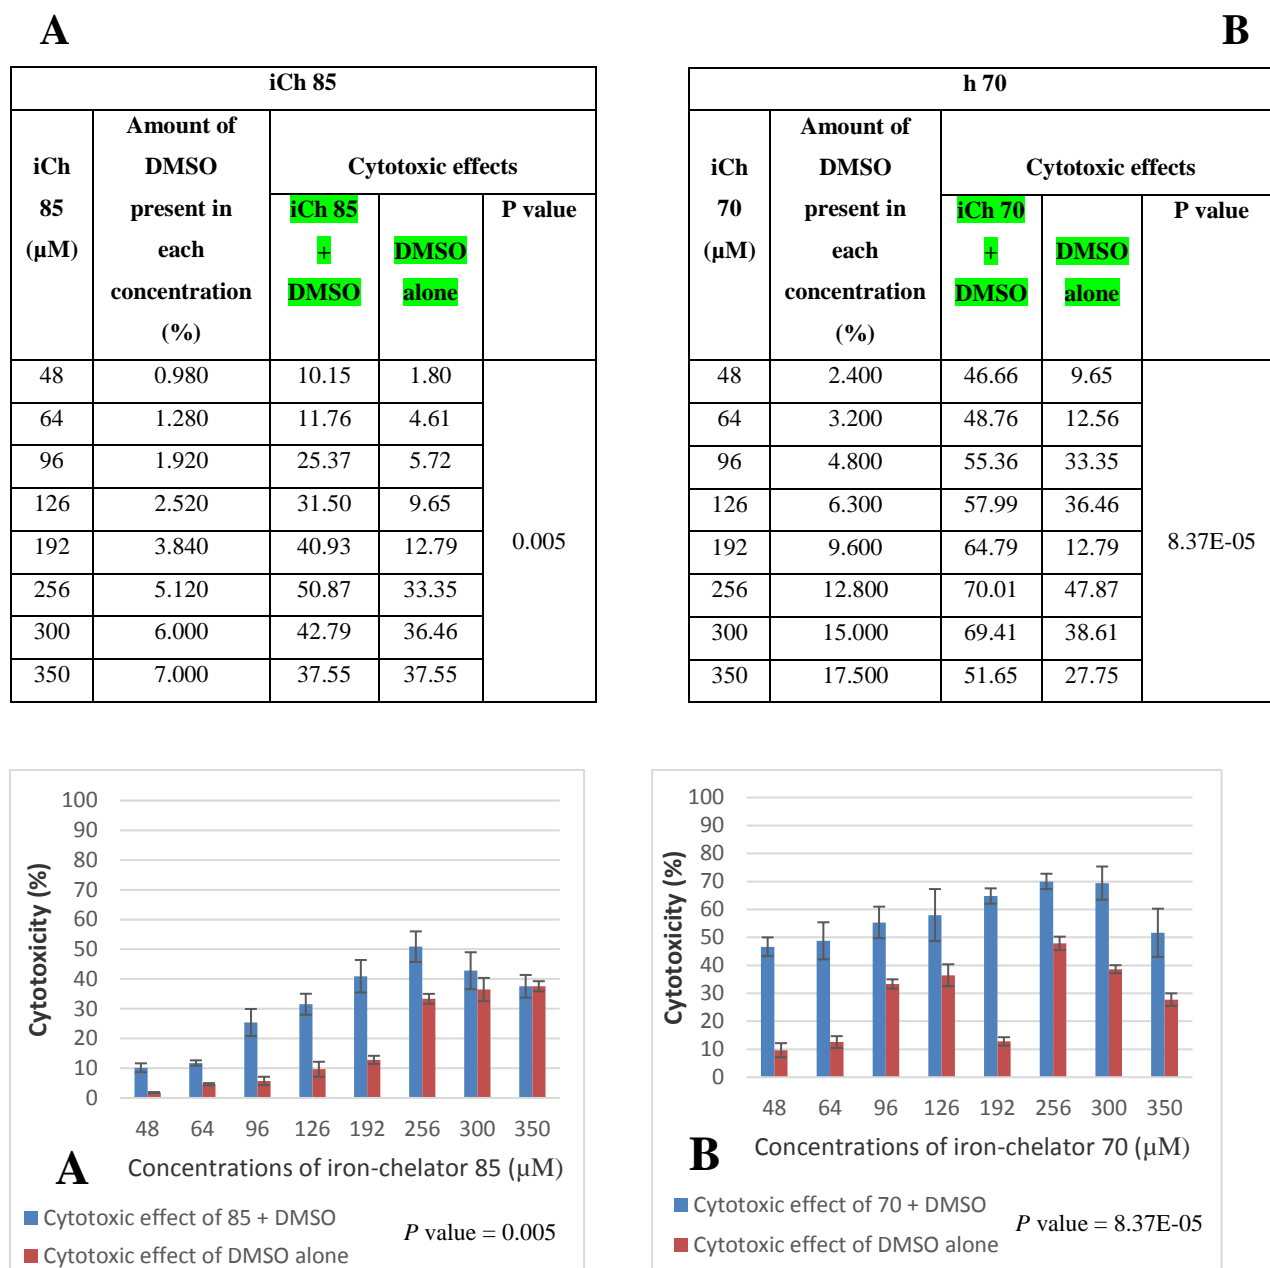 A
B
iCh 85
iCh
85
(µM)
Amount of
DMSO
present in
each
concentration
(%)
Cytotoxic effects
iCh 85
+
DMSO
DMSO
alone
P value
48 0.980 10.15 1.80
64 1.280 11.76 4.61
96 1.920 25.37 5.72
126 2.520 31.50 9.65
192 3.840 40.93 12.79 0.005
256 5.120 50.87 33.35
300 6.000 42.79 36.46
350 7.000 37.55 37.55
h 70
iCh
70
(µM)
Amount of
DMSO
present in
each
concentration
(%)
Cytotoxic effects
iCh 70
+
DMSO
DMSO
alone
P value
48 2.400 46.66 9.65
64 3.200 48.76 12.56
96 4.800 55.36 33.35
126 6.300 57.99 36.46
192 9.600 64.79 12.79 8.37E-05
256 12.800 70.01 47.87
300 15.000 69.41 38.61
350 17.500 51.65 27.75
Cytotoxicity (%)
100
90
80
70
60
50
40
30
20
10
0
48 64 96 126 192 256 300 350
Concentrations of iron-chelator 85 (µM)
A
Cytotoxic effect of 85 + DMSO
Cytotoxic effect of DMSO alone
P value = 0.005
Cytotoxicity (%)
100
90
80
70
60
50
40
30
20
10
0
48 64 96 126 192 256 300 350
Concentrations of iron-chelator 70 (µM)
B
Cytotoxic effect of 70 + DMSO
Cytotoxic effect of DMSO alone
P value = 8.37E-05